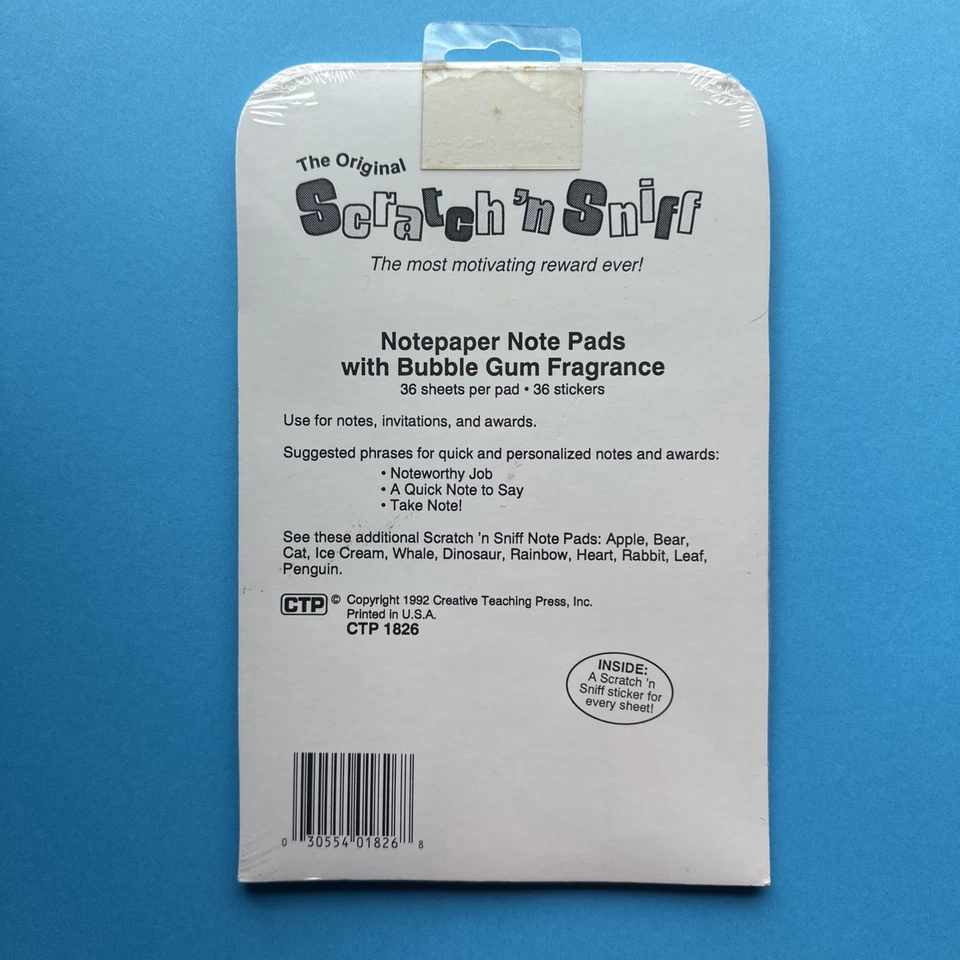 The Original
Scratch 'n Sniff
The most motivating reward ever!
Notepaper Note Pads
with Bubble Gum Fragrance
36 sheets per pad • 36 stickers
Use for notes, invitations, and awards.
Suggested phrases for quick and personalized notes and awards:
• Noteworthy Job
• A Quick Note to Say
• Take Note!
See these additional Scratch 'n Sniff Note Pads: Apple, Bear,
Cat, Ice Cream, Whale, Dinosaur, Rainbow, Heart, Rabbit, Leaf,
Penguin.
CTP © Copyright 1992 Creative Teaching Press, Inc.
Printed in U.S.A.
CTP 1826
INSIDE:
A Scratch 'n
Sniff sticker for
every sheet!
0 30554 01826 8